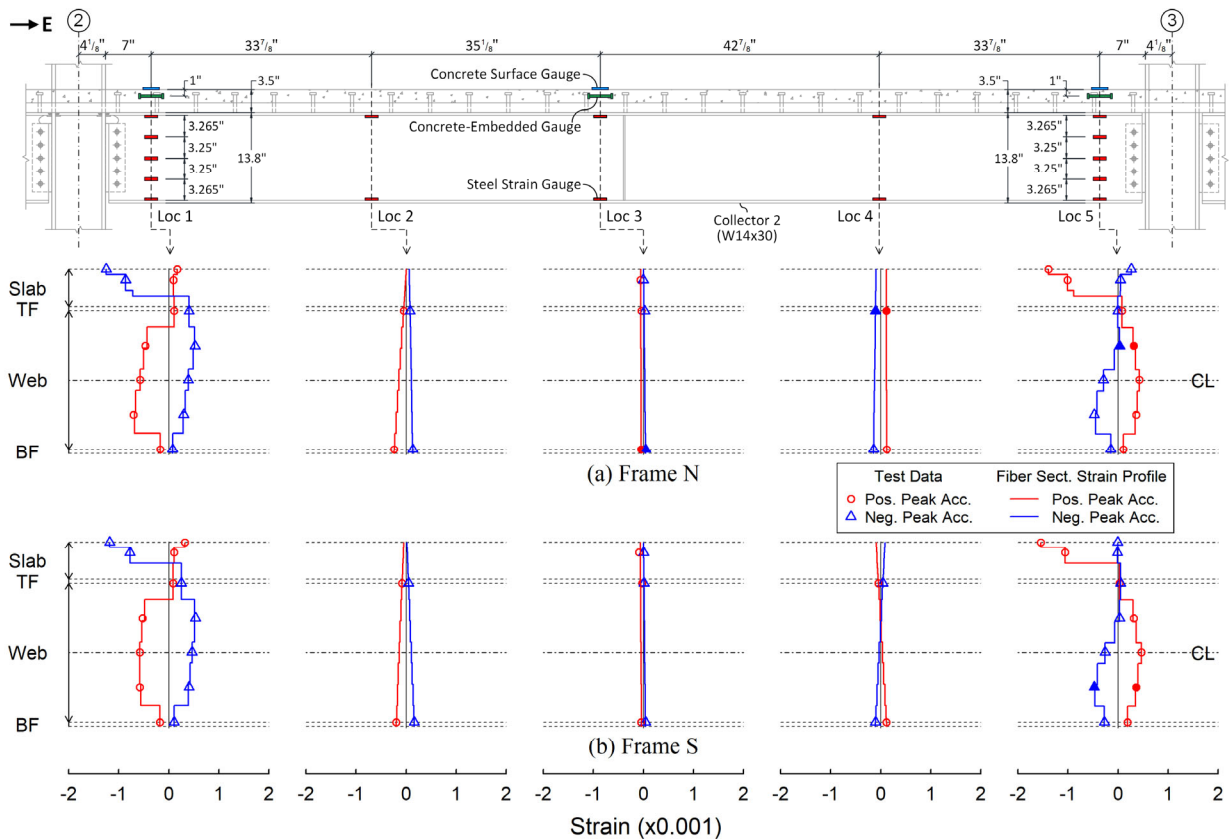 E
2
3
4 1/8" 7" 33 7/8" 35 1/8" 42 7/8" 33 7/8" 7" 4 1/8"
1" 3.5" Concrete Surface Gauge 3.5" 1"
Concrete-Embedded Gauge
3.265" 3.265"
3.25" 3.25"
13.8" 13.8"
3.25" 3.25"
3.265" Steel Strain Gauge 3.265"
Loc 1 Loc 2 Loc 3 Loc 4 Loc 5
Collector 2
(W14x30)
Slab
TF
Web CL
BF
(a) Frame N
Test Data Fiber Sect. Strain Profile
Pos. Peak Acc. Pos. Peak Acc.
Neg. Peak Acc. Neg. Peak Acc.
Slab
TF
Web CL
BF
(b) Frame S
-2 -1 0 1 2 -2 -1 0 1 2 -2 -1 0 1 2 -2 -1 0 1 2 -2 -1 0 1 2
Strain (x0.001)